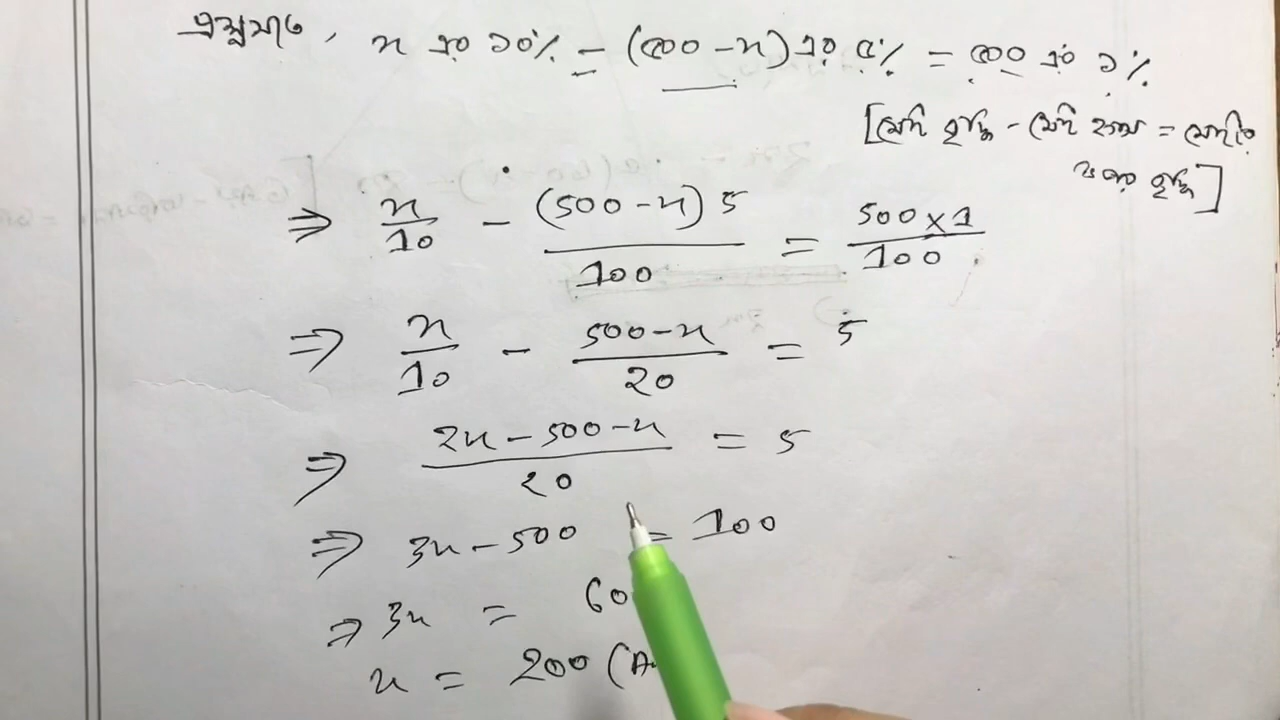 প্রশ্নমতে, x এর ১০% - (৫০০ - x) এর ৫% = ৫০০ এর ১%
[মোট বৃদ্ধি - মোট হ্রাস = মোটের উপর বৃদ্ধি]
⇒ x/10 - (500 - x) 5/100 = 500 × 1/100
⇒ x/10 - 500 - x/20 = 5
⇒ 2x - 500 - x/20 = 5
⇒ 3x - 500 = 100
⇒ 3x = 60
x = 200 (A